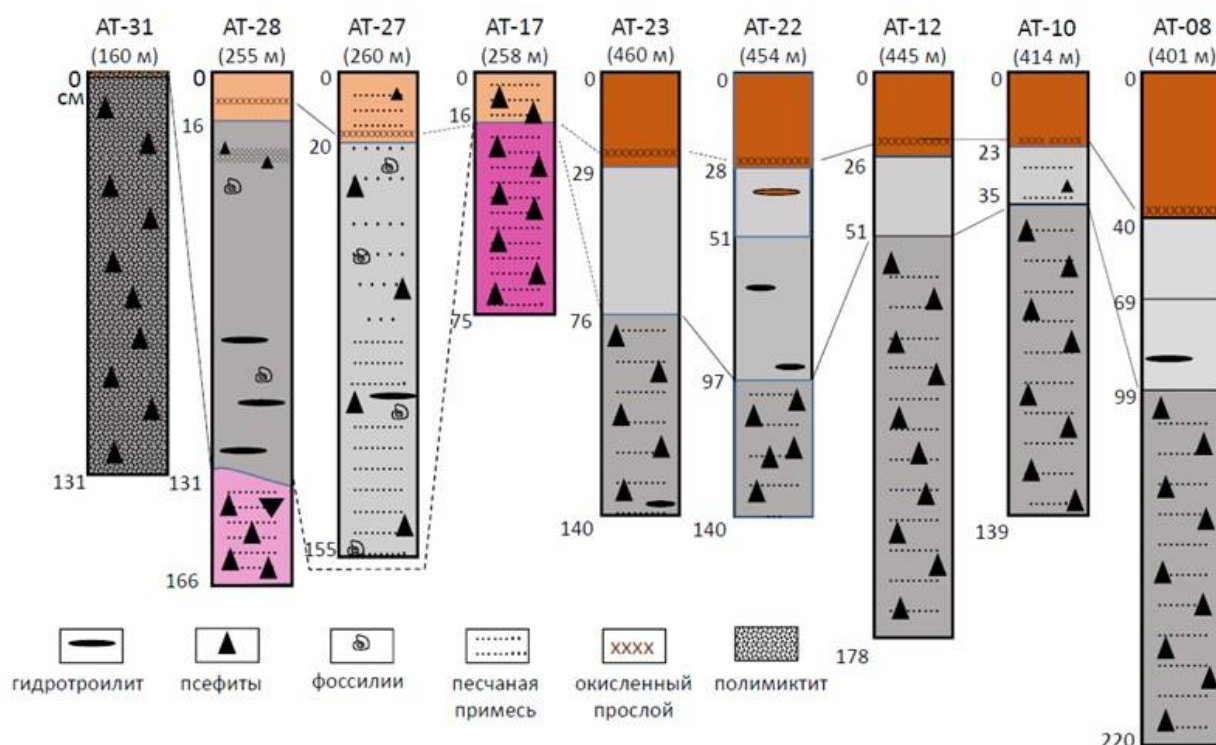 АТ-31 АТ-28 АТ-27 АТ-17 АТ-23 АТ-22 АТ-12 АТ-10 АТ-08
(160 м) (255 м) (260 м) (258 м) (460 м) (454 м) (445 м) (414 м) (401 м)
0 0 0 0 0 0 0 0 0
см
16 20 16 29 28 26 23 40
51 51 35 69
131 131 155 75 76 97 99
166 140 140 178 139 220
xxxx
гидротроилит псефиты фоссилии песчаная окисленный полимиктит
примесь прослой